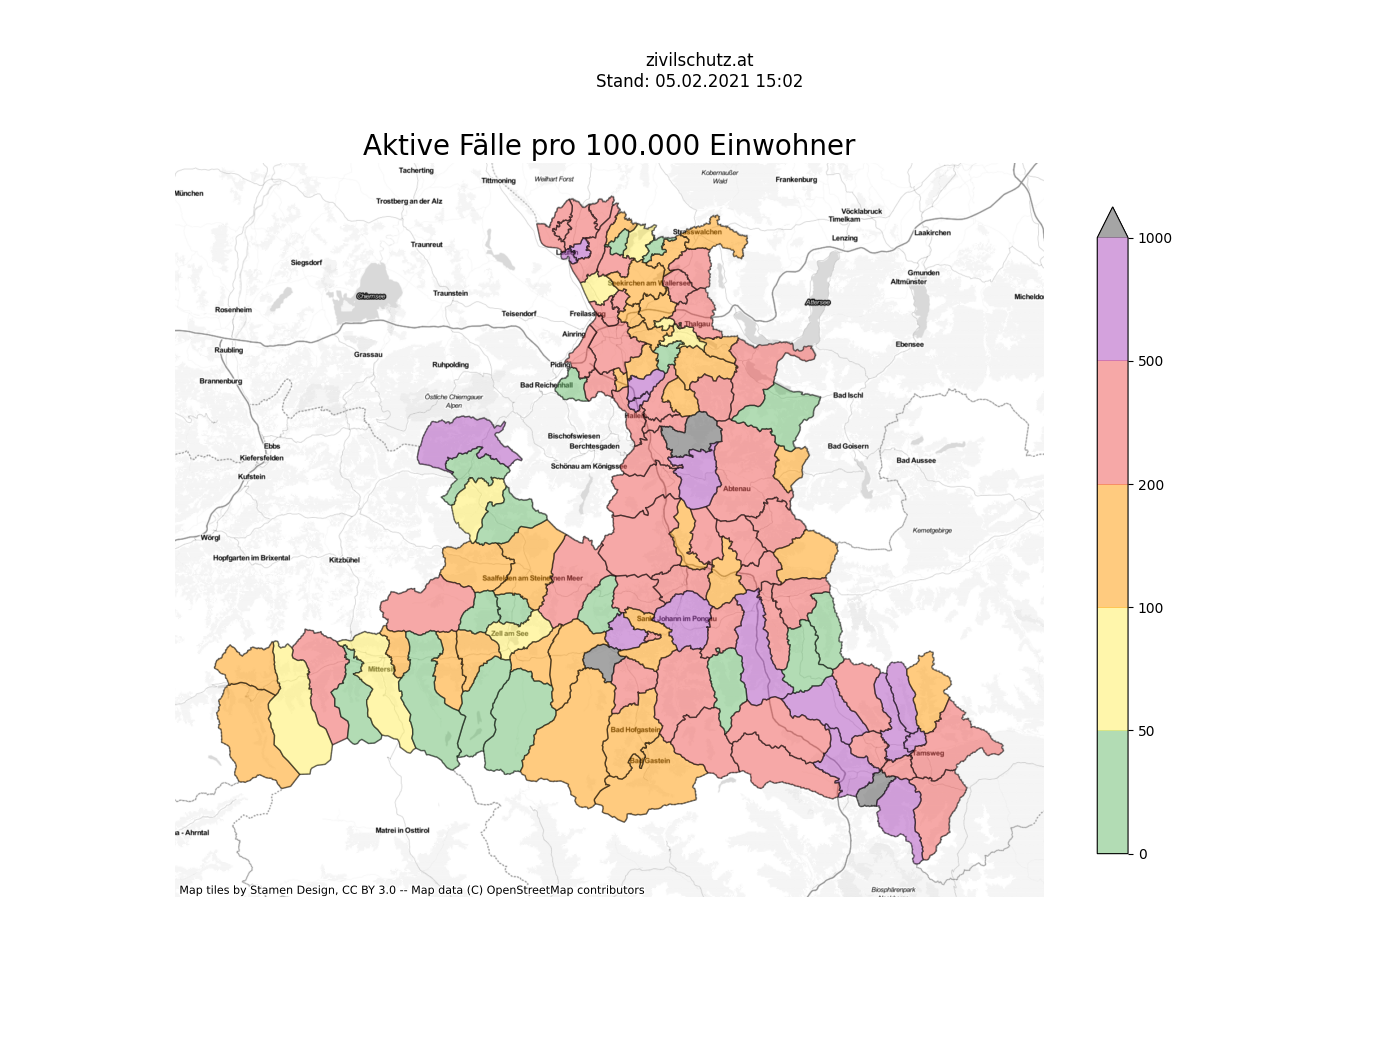 zivilschutz.at
Stand: 05.02.2021 15:02
Aktive Fälle pro 100.000 Einwohner
Tacherting
Tittmoning
Weilhart Forst
Kobernaußer
Wald
Frankenburg
München
Trostberg an der Alz
Vöcklabruck
Timelkam
Laakirchen
Strasswalchen
Lenzing
Traunreut
Siegsdorf
Gmunden
Altmünster
Seekirchen am Wallersee
Chiemsee
Traunstein
Attersee
Micheldo
Rosenheim
Teisendorf
Freilassing
Thalgau
Ainring
Ebensee
Raubling
Grassau
Ruhpolding
Piding
Brannenburg
Bad Reichenhall
Östliche Chiemgauer
Alpen
Bad Ischl
Hallein
Bischofswiesen
Berchtesgaden
Ebbs
Kiefersfelden
Bad Goisern
Bad Aussee
Schönau am Königssee
Kufstein
Abtenau
Kemetgebirge
Wörgl
Hopfgarten im Brixental
Kitzbühel
Saalfelden am Steinernen Meer
Sankt Johann im Pongau
Zell am See
Mittersill
Bad Hofgastein
Tamsweg
Bad Gastein
a - Ahrntal
Matrei in Osttirol
Biosphärenpark
Map tiles by Stamen Design, CC BY 3.0 -- Map data (C) OpenStreetMap contributors
1000
500
200
100
50
0